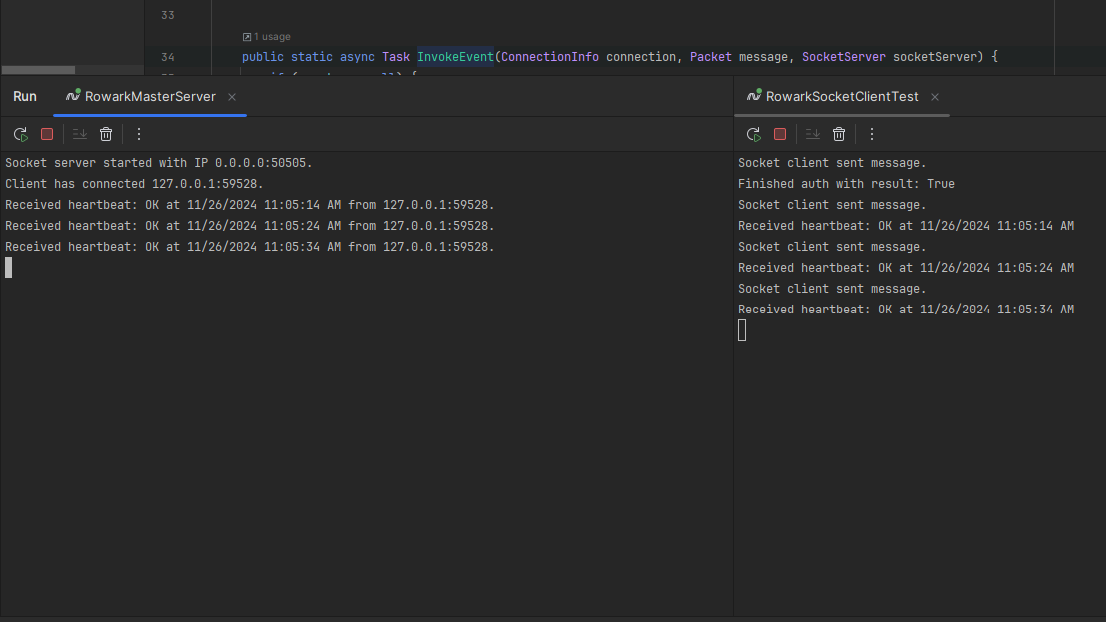 33
1 usage
34
public static async Task InvokeEvent(ConnectionInfo connection, Packet message, SocketServer socketServer) {
Run
RowarkMasterServer
RowarkSocketClientTest
Socket server started with IP 0.0.0.0:50505.
Client has connected 127.0.0.1:59528.
Received heartbeat: OK at 11/26/2024 11:05:14 AM from 127.0.0.1:59528.
Received heartbeat: OK at 11/26/2024 11:05:24 AM from 127.0.0.1:59528.
Received heartbeat: OK at 11/26/2024 11:05:34 AM from 127.0.0.1:59528.
Socket client sent message.
Finished auth with result: True
Socket client sent message.
Received heartbeat: OK at 11/26/2024 11:05:14 AM
Socket client sent message.
Received heartbeat: OK at 11/26/2024 11:05:24 AM
Socket client sent message.
Received heartbeat: OK at 11/26/2024 11:05:34 AM